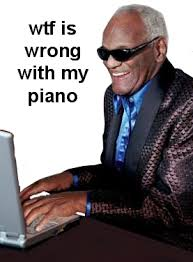 wtf is
wrong
with my
piano